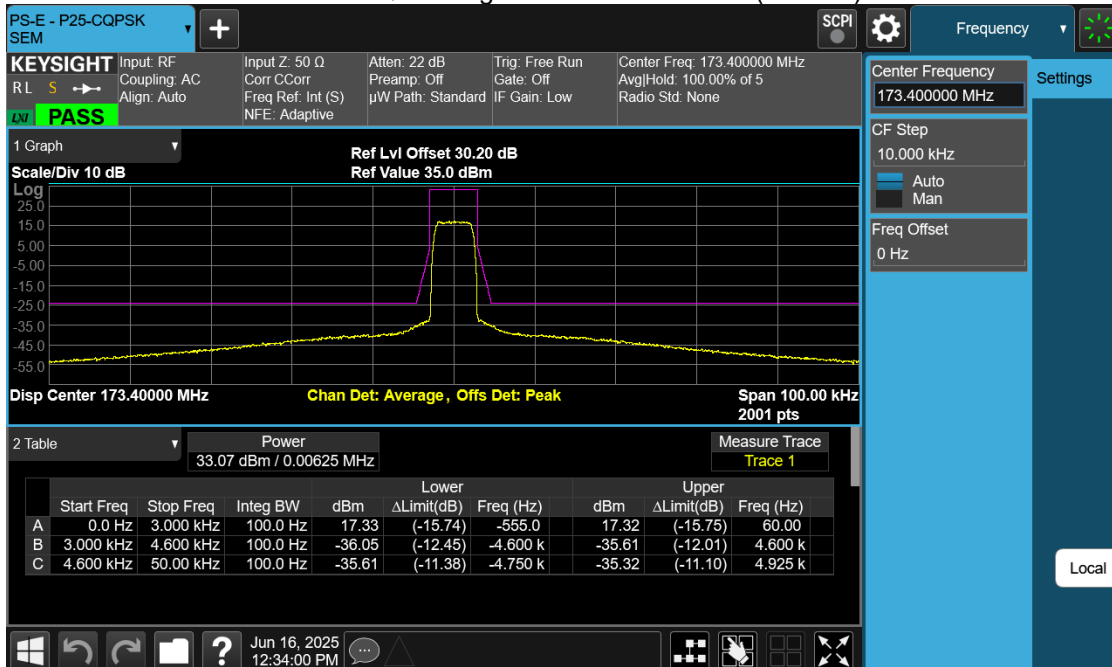 PS-E - P25-CQPSK
SEM
SCPI
Frequency
KEYSIGHT
R L S
LXI PASS
Input: RF
Coupling: AC
Align: Auto
Input Z: 50 Ω
Corr CCorr
Freq Ref: Int (S)
NFE: Adaptive
Atten: 22 dB
Preamp: Off
µW Path: Standard
Trig: Free Run
Gate: Off
IF Gain: Low
Center Freq: 173.400000 MHz
Avg|Hold: 100.00% of 5
Radio Std: None
Center Frequency
173.400000 MHz
Settings
CF Step
10.000 kHz
Auto
Man
Freq Offset
0 Hz
Local
1 Graph
Scale/Div 10 dB
Ref Lvl Offset 30.20 dB
Ref Value 35.0 dBm
Log
25.0
15.0
5.00
-5.00
-15.0
-25.0
-35.0
-45.0
-55.0
Disp Center 173.40000 MHz
Chan Det: Average, Offs Det: Peak
Span 100.00 kHz
2001 pts
2 Table
Power
33.07 dBm / 0.00625 MHz
Measure Trace
Trace 1
Lower Upper
Start Freq Stop Freq Integ BW dBm ΔLimit(dB) Freq (Hz) dBm ΔLimit(dB) Freq (Hz)
A 0.0 Hz 3.000 kHz 100.0 Hz 17.33 (-15.74) -555.0 17.32 (-15.75) 60.00
B 3.000 kHz 4.600 kHz 100.0 Hz -36.05 (-12.45) -4.600 k -35.61 (-12.01) 4.600 k
C 4.600 kHz 50.00 kHz 100.0 Hz -35.61 (-11.38) -4.750 k -35.32 (-11.10) 4.925 k
?
Jun 16, 2025
12:34:00 PM